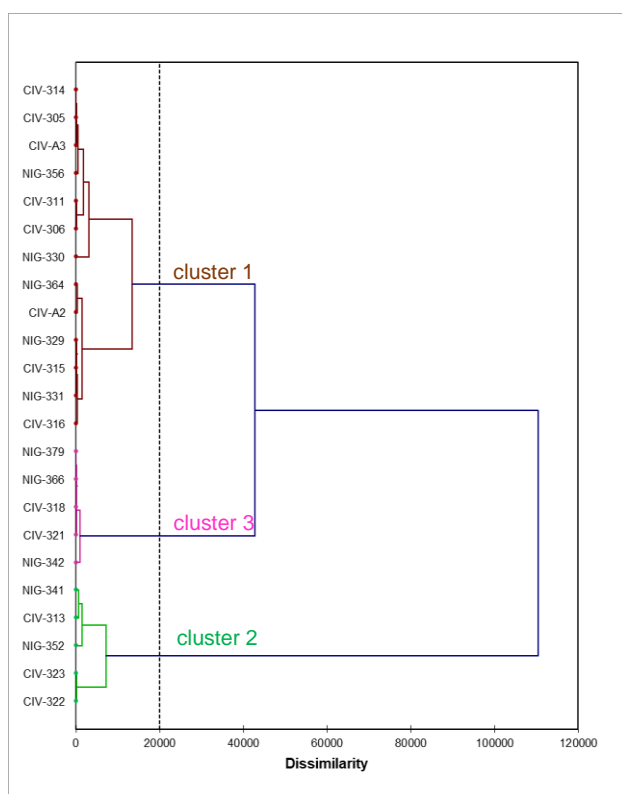 CIV-314
CIV-305
CIV-A3
NIG-356
CIV-311
CIV-306
NIG-330
cluster 1
NIG-364
CIV-A2
NIG-329
CIV-315
NIG-331
CIV-316
NIG-379
NIG-366
CIV-318
cluster 3
CIV-321
NIG-342
NIG-341
CIV-313
cluster 2
NIG-352
CIV-323
CIV-322
0 20000 40000 60000 80000 100000 120000
Dissimilarity